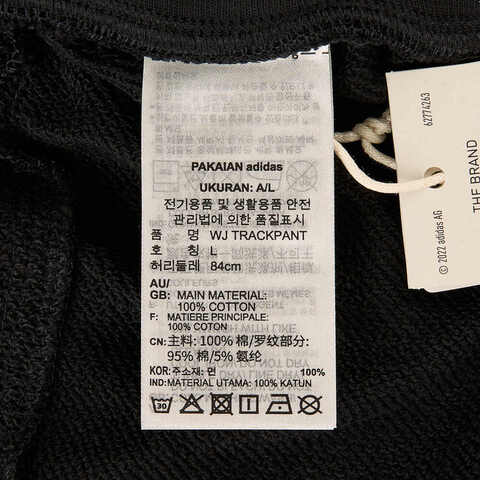 PAKAIAN adidas
UKURAN: A/L
전기용품 및 생활용품 안전
관리법에 의한 품질표시
품 명 WJ TRACKPANT
호 칭 L
허리둘레 84cm
AU/
GB: MAIN MATERIAL:
100% COTTON
F: MATIERE PRINCIPALE:
100% COTON
CN: 主料: 100% 棉/罗纹部分:
95% 棉/5% 氨纶
KOR: 주소재: 면 100%
IND: MATERIAL UTAMA: 100% KATUN
30
62774263
THE BRAND
© 2022 adidas AG